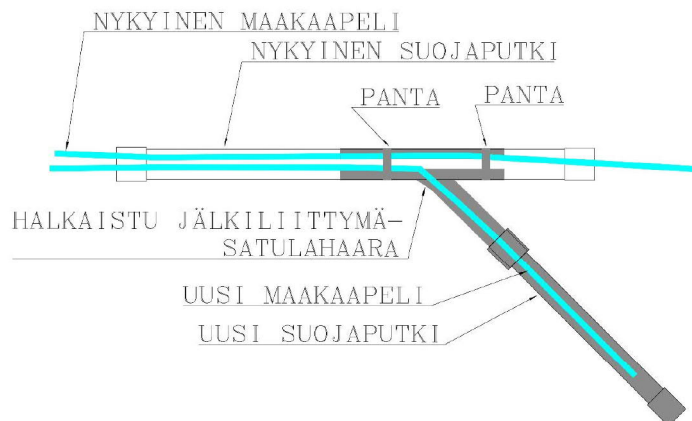 NYKYINEN MAAKAAPELI
NYKYINEN SUOJAPUTKI
PANTA
PANTA
HALKAISTU JÄLKILIITTYMÄ-
SATULAHAARA
UUSI MAAKAAPELI
UUSI SUOJAPUTKI